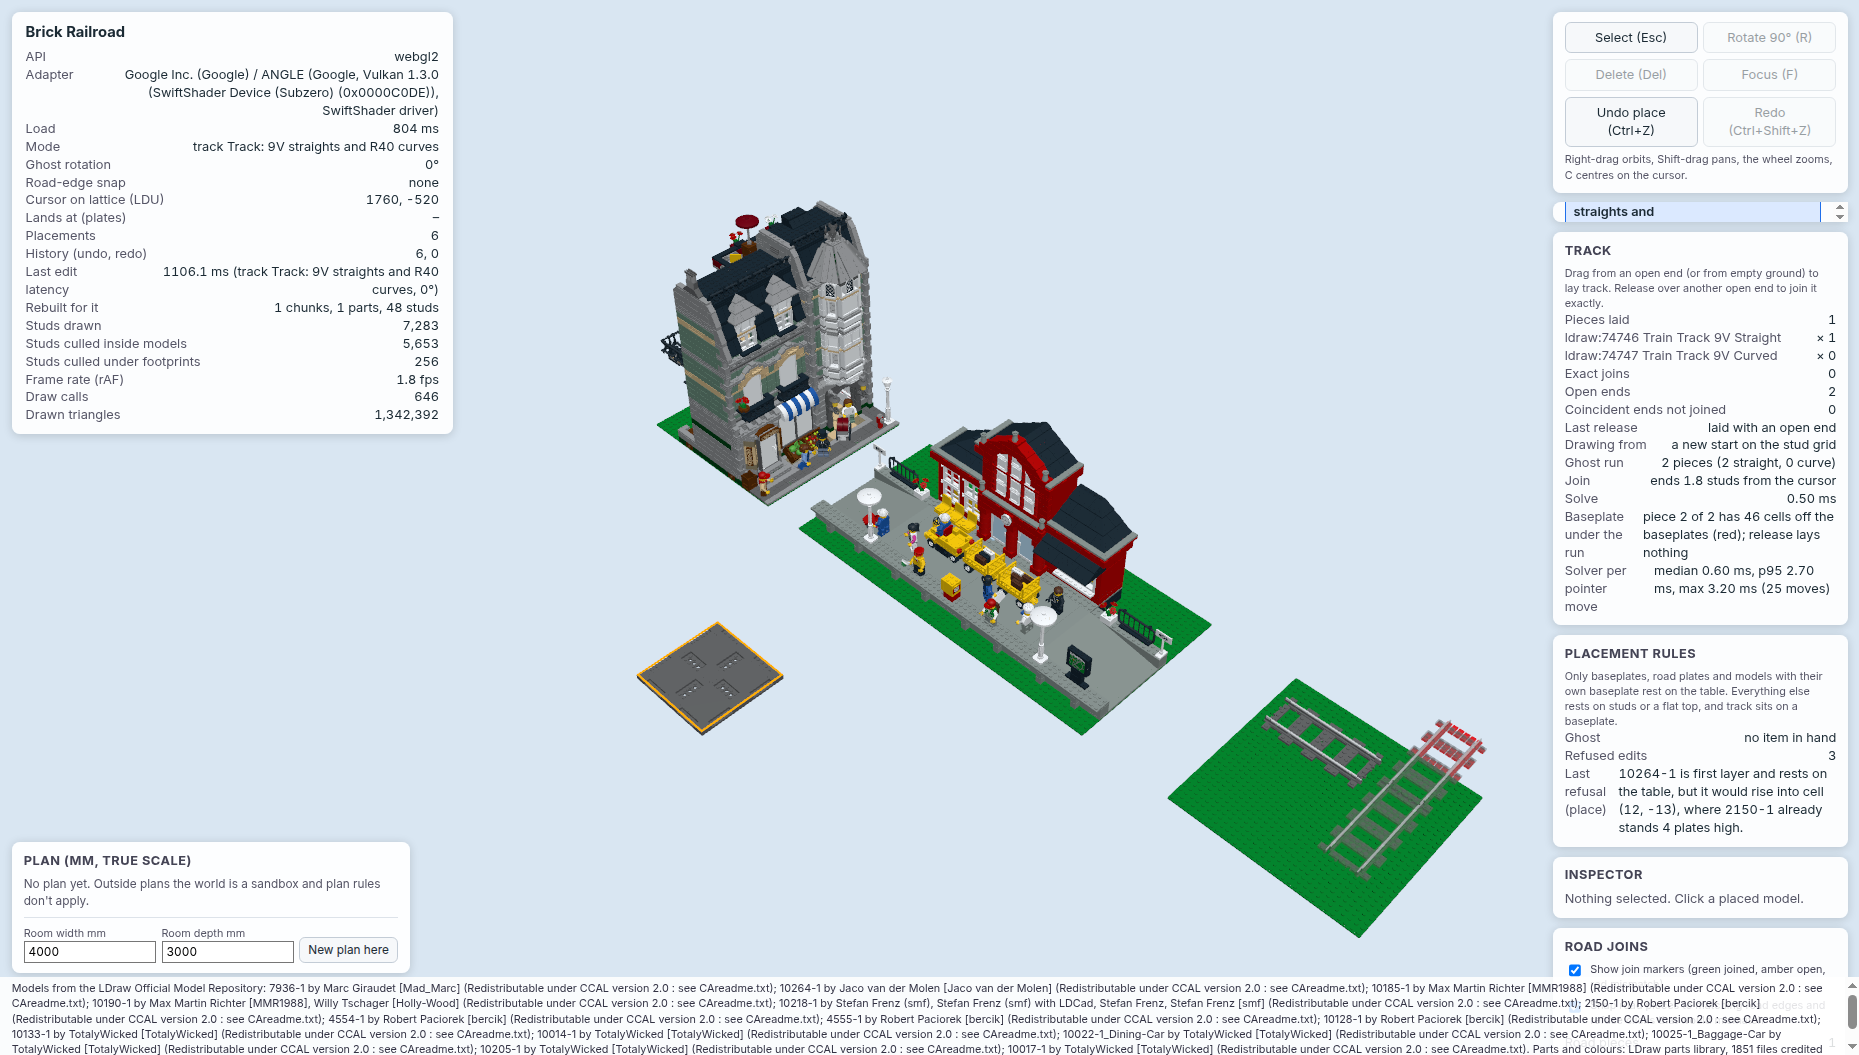 Brick Railroad
API webgl2
Adapter Google Inc. (Google) / ANGLE (Google, Vulkan 1.3.0
(SwiftShader Device (Subzero) (0x0000C0DE)),
SwiftShader driver)
Load 804 ms
Mode track Track: 9V straights and R40 curves
Ghost rotation 0°
Road-edge snap none
Cursor on lattice (LDU) 1760, -520
Lands at (plates) –
Placements 6
History (undo, redo) 6, 0
Last edit 1106.1 ms (track Track: 9V straights and R40
latency curves, 0°)
Rebuilt for it 1 chunks, 1 parts, 48 studs
Studs drawn 7,283
Studs culled inside models 5,653
Studs culled under footprints 256
Frame rate (rAF) 1.8 fps
Draw calls 646
Drawn triangles 1,342,392
Select (Esc) Rotate 90° (R)
Delete (Del) Focus (F)
Undo place Redo
(Ctrl+Z) (Ctrl+Shift+Z)
Right-drag orbits, Shift-drag pans, the wheel zooms,
C centres on the cursor.
straights and
TRACK
Drag from an open end (or from empty ground) to
lay track. Release over another open end to join it
exactly.
Pieces laid 1
ldraw:74746 Train Track 9V Straight × 1
ldraw:74747 Train Track 9V Curved × 0
Exact joins 0
Open ends 2
Coincident ends not joined 0
Last release laid with an open end
Drawing from a new start on the stud grid
Ghost run 2 pieces (2 straight, 0 curve)
Join ends 1.8 studs from the cursor
Solve 0.50 ms
Baseplate piece 2 of 2 has 46 cells off the
under the baseplates (red); release lays
run nothing
Solver per median 0.60 ms, p95 2.70
pointer ms, max 3.20 ms (25 moves)
move
PLACEMENT RULES
Only baseplates, road plates and models with their
own baseplate rest on the table. Everything else
rests on studs or a flat top, and track sits on a
baseplate.
Ghost no item in hand
Refused edits 3
Last 10264-1 is first layer and rests on
refusal the table, but it would rise into cell
(place) (12, -13), where 2150-1 already
stands 4 plates high.
INSPECTOR
Nothing selected. Click a placed model.
ROAD JOINS
Show join markers (green joined, amber open,
PLAN (MM, TRUE SCALE)
No plan yet. Outside plans the world is a sandbox and plan rules
don't apply.
Room width mm Room depth mm
4000 3000 New plan here
Models from the LDraw Official Model Repository: 7936-1 by Marc Giraudet [Mad_Marc] (Redistributable under CCAL version 2.0 : see CAreadme.txt); 10264-1 by Jaco van der Molen [Jaco van der Molen] (Redistributable under CCAL version 2.0 : see CAreadme.txt); 10185-1 by Max Martin Richter [MMR1988] (Redistributable under CCAL version 2.0 : see
CAreadme.txt); 10190-1 by Max Martin Richter [MMR1988], Willy Tschager [Holly-Wood] (Redistributable under CCAL version 2.0 : see CAreadme.txt); 10218-1 by Stefan Frenz (smf), Stefan Frenz (smf) with LDCad, Stefan Frenz, Stefan Frenz [smf] (Redistributable under CCAL version 2.0 : see CAreadme.txt); 2150-1 by Robert Paciorek [bercik]
(Redistributable under CCAL version 2.0 : see CAreadme.txt); 4554-1 by Robert Paciorek [bercik] (Redistributable under CCAL version 2.0 : see CAreadme.txt); 4555-1 by Robert Paciorek [bercik] (Redistributable under CCAL version 2.0 : see CAreadme.txt); 10128-1 by Robert Paciorek [bercik] (Redistributable under CCAL version 2.0 : see CAreadme.txt);
10133-1 by TotalyWicked [TotalyWicked] (Redistributable under CCAL version 2.0 : see CAreadme.txt); 10014-1 by TotalyWicked [TotalyWicked] (Redistributable under CCAL version 2.0 : see CAreadme.txt); 10022-1_Dining-Car by TotalyWicked [TotalyWicked] (Redistributable under CCAL version 2.0 : see CAreadme.txt); 10025-1_Baggage-Car by
TotalyWicked [TotalyWicked] (Redistributable under CCAL version 2.0 : see CAreadme.txt); 10205-1 by TotalyWicked [TotalyWicked] (Redistributable under CCAL version 2.0 : see CAreadme.txt); 10017-1 by TotalyWicked [TotalyWicked] (Redistributable under CCAL version 2.0 : see CAreadme.txt). Parts and colours: LDraw parts library, 1851 files credited